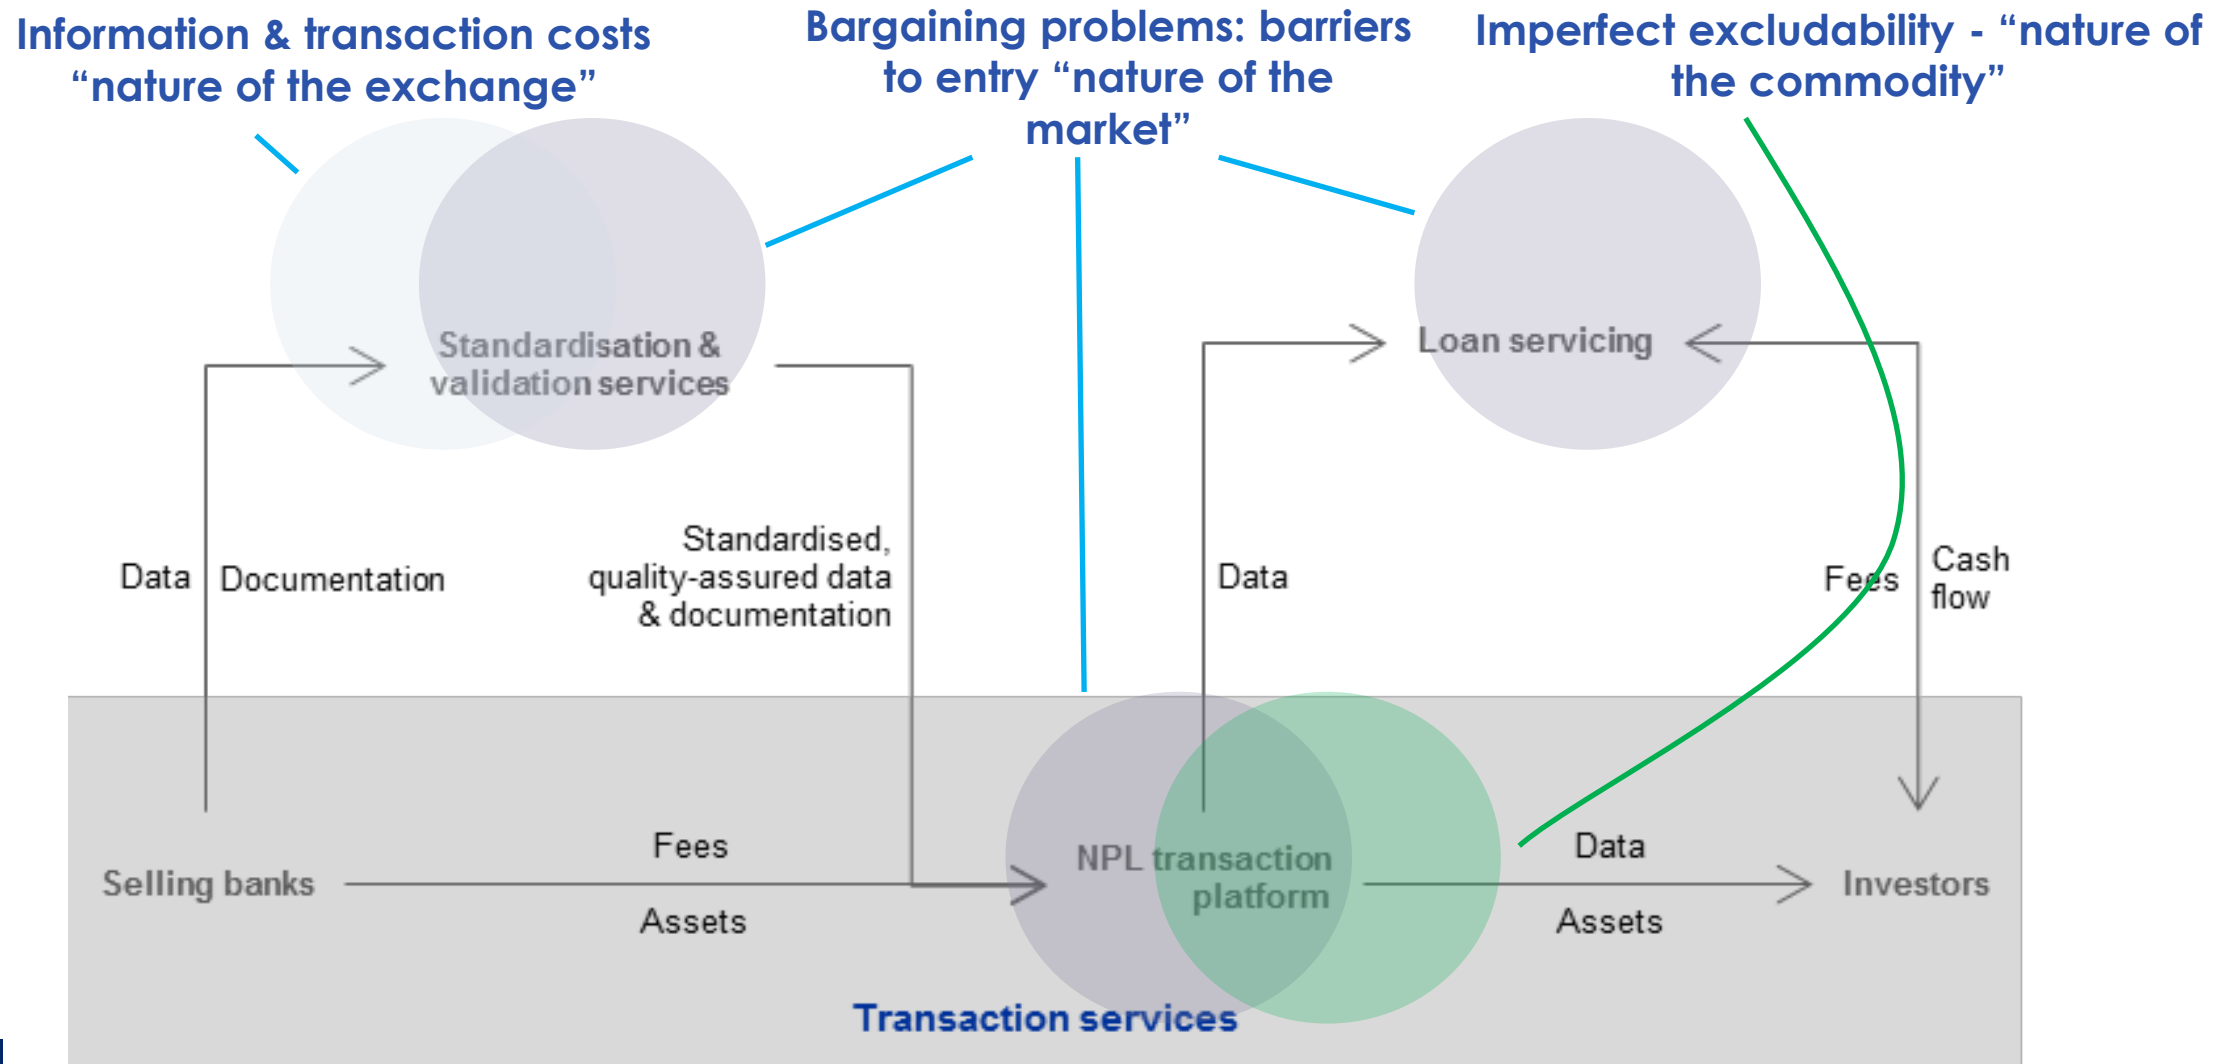 Information & transaction costs
“nature of the exchange”
Bargaining problems: barriers
to entry “nature of the
market”
Imperfect excludability - “nature of
the commodity”
Standardisation &
validation services
Loan servicing
Data
Documentation
Standardised,
quality-assured data
& documentation
Data
Fees
Cash
flow
Selling banks
Fees
Assets
NPL transaction
platform
Data
Assets
Investors
Transaction services